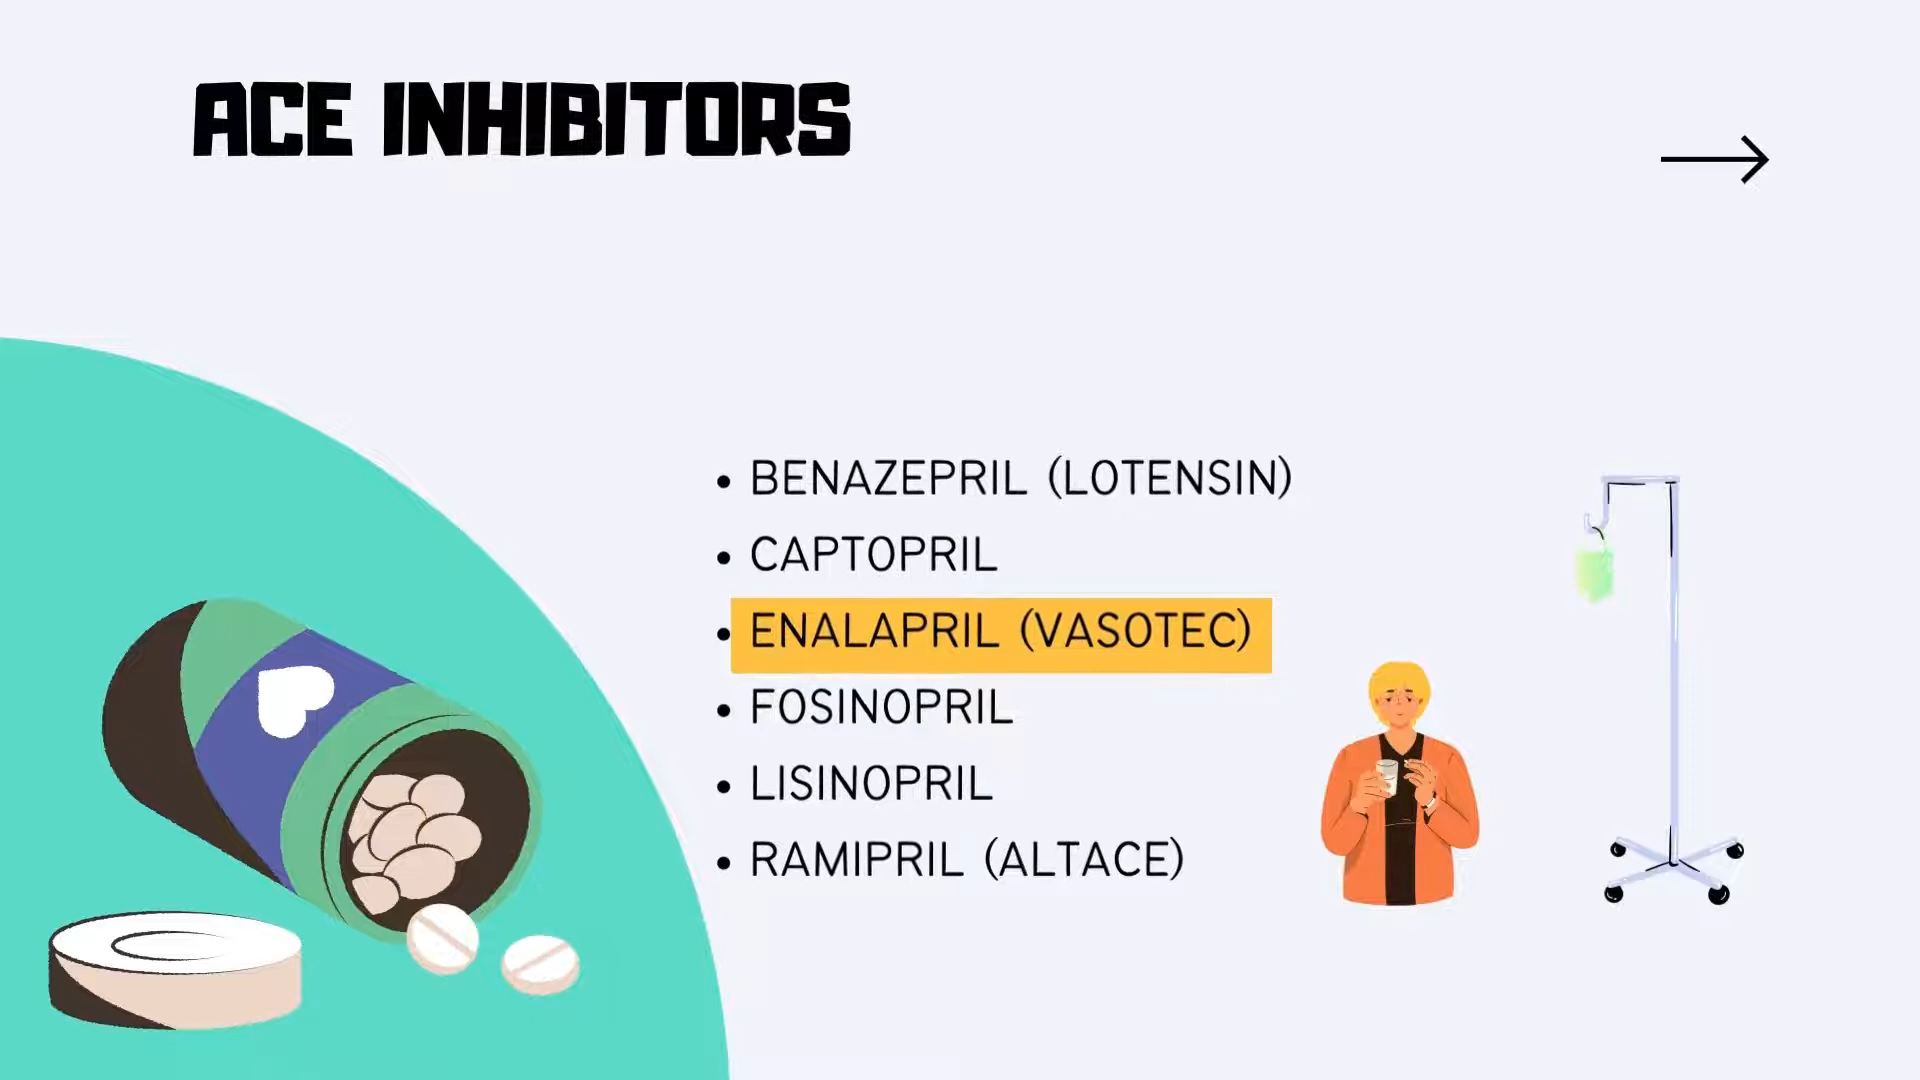 ACE INHIBITORS
• BENAZEPRIL (LOTENSIN)
• CAPTOPRIL
• ENALAPRIL (VASOTEC)
• FOSINOPRIL
• LISINOPRIL
• RAMIPRIL (ALTACE)